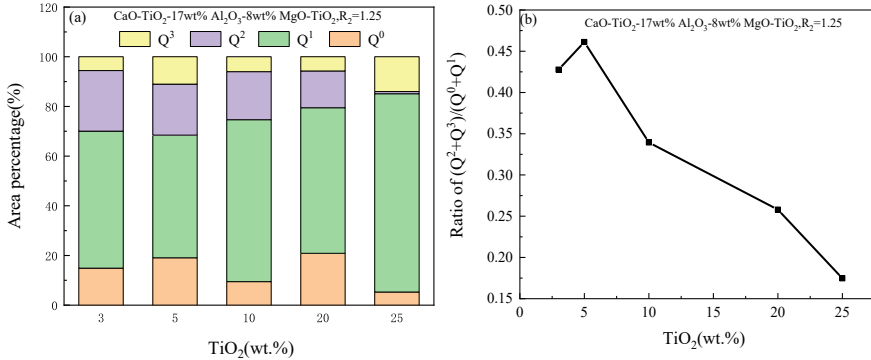 (a)
CaO-TiO₂-17wt% Al₂O₃-8wt% MgO-TiO₂,R₂=1.25
Q³ Q² Q¹ Q⁰
Area percentage(%)
120
100
80
60
40
20
0
3 5 10 20 25
TiO₂(wt.%)
(b)
CaO-TiO₂-17wt% Al₂O₃-8wt% MgO-TiO₂,R₂=1.25
Ratio of (Q²+Q³)/(Q⁰+Q¹)
0.50
0.45
0.40
0.35
0.30
0.25
0.20
0.15
0 5 10 15 20 25
TiO₂(wt.%)